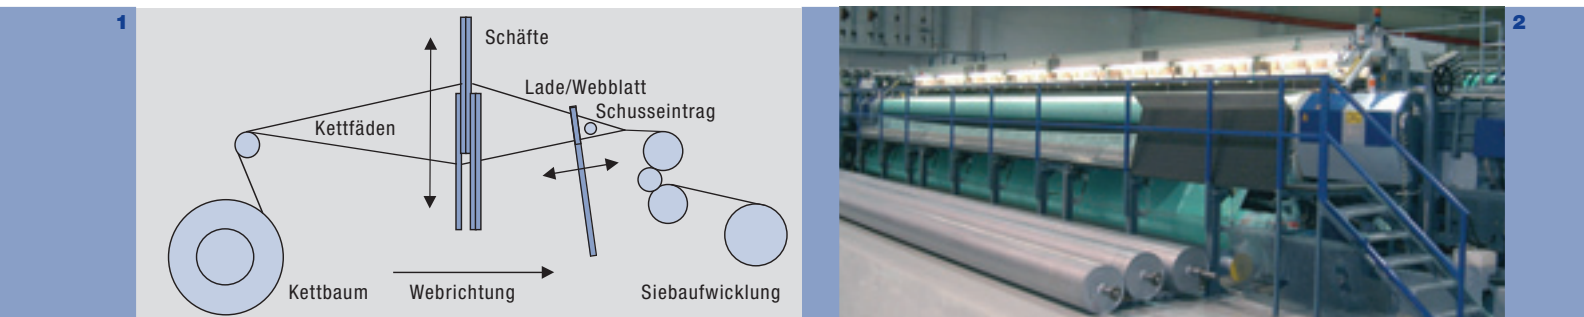 1
Schäfte
Lade/Webblatt
Schusseintrag
Kettfäden
Kettbaum
Webrichtung
Siebaufwicklung
2